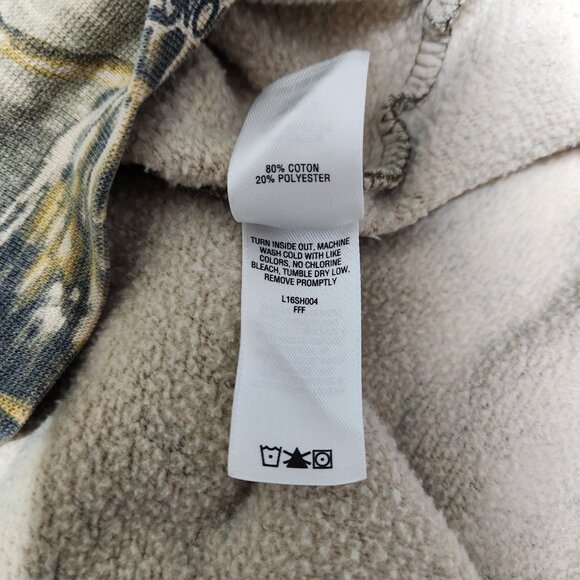 80% COTON
20% POLYESTER
TURN INSIDE OUT, MACHINE
WASH COLD WITH LIKE
COLORS, NO CHLORINE
BLEACH, TUMBLE DRY LOW,
REMOVE PROMPTLY
L16SH004
FFF